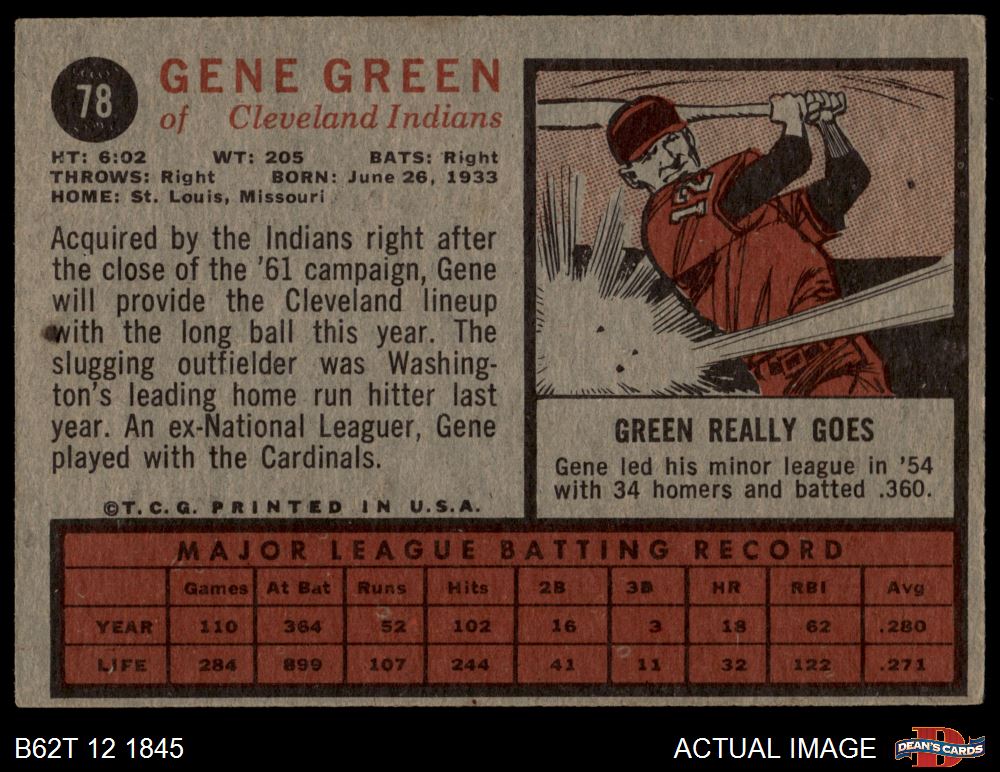 78
GENE GREEN
of Cleveland Indians
HT: 6:02 WT: 205 BATS: Right
THROWS: Right BORN: June 26, 1933
HOME: St. Louis, Missouri
Acquired by the Indians right after
the close of the '61 campaign, Gene
will provide the Cleveland lineup
with the long ball this year. The
slugging outfielder was Washing-
ton's leading home run hitter last
year. An ex-National Leaguer, Gene
played with the Cardinals.
©T.C.G. PRINTED IN U.S.A.
12
GREEN REALLY GOES
Gene led his minor league in '54
with 34 homers and batted .360.
MAJOR LEAGUE BATTING RECORD
Games At Bat Runs Hits 2B 3B HR RBI Avg
YEAR 110 364 52 102 16 3 18 62 .280
LIFE 284 899 107 244 41 11 32 122 .271
B62T 12 1845
ACTUAL IMAGE
D
DEAN'S CARDS